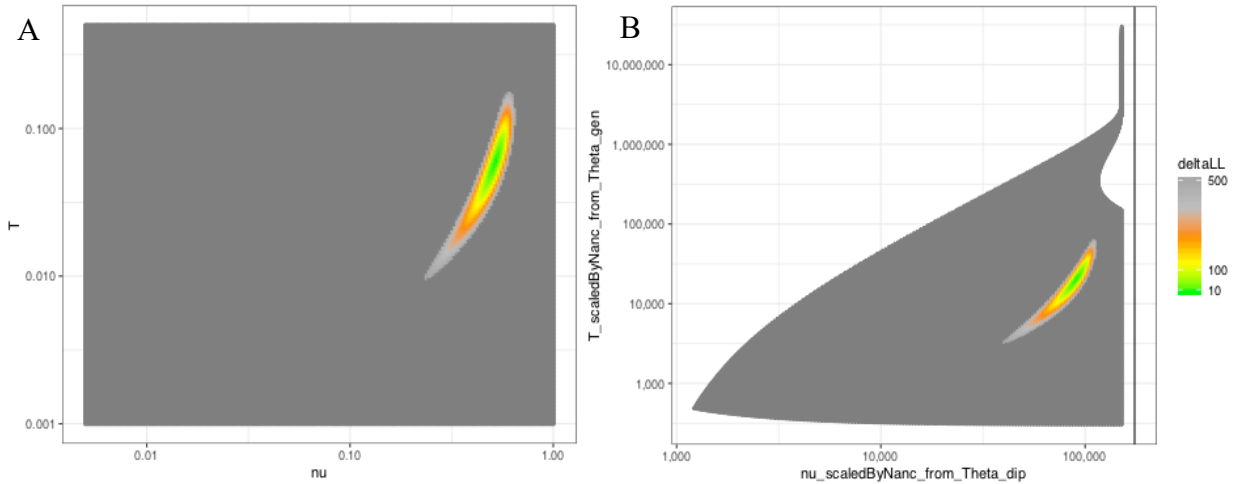 A
T
0.100
0.010
0.001
0.01
0.10
1.00
nu
B
T_scaledByNanc_from_Theta_gen
10,000,000
1,000,000
100,000
10,000
1,000
1,000
10,000
100,000
nu_scaledByNanc_from_Theta_dip
deltaLL
500
100
10